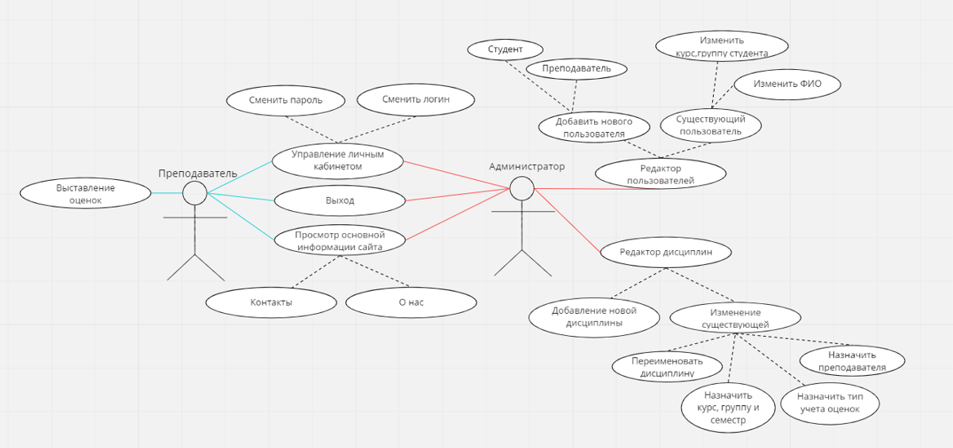 Студент
Преподаватель
Изменить
курс,группу студента
Изменить ФИО
Сменить пароль
Сменить логин
Добавить нового
пользователя
Существующий
пользователь
Управление личным
кабинетом
Редактор
пользователей
Преподаватель
Администратор
Выставление
оценок
Выход
Просмотр основной
информации сайта
Редактор дисциплин
Контакты
О нас
Добавление новой
дисциплины
Изменение
существующей
Переименовать
дисциплину
Назначить
преподавателя
Назначить
курс, группу и
семестр
Назначить тип
учета оценок